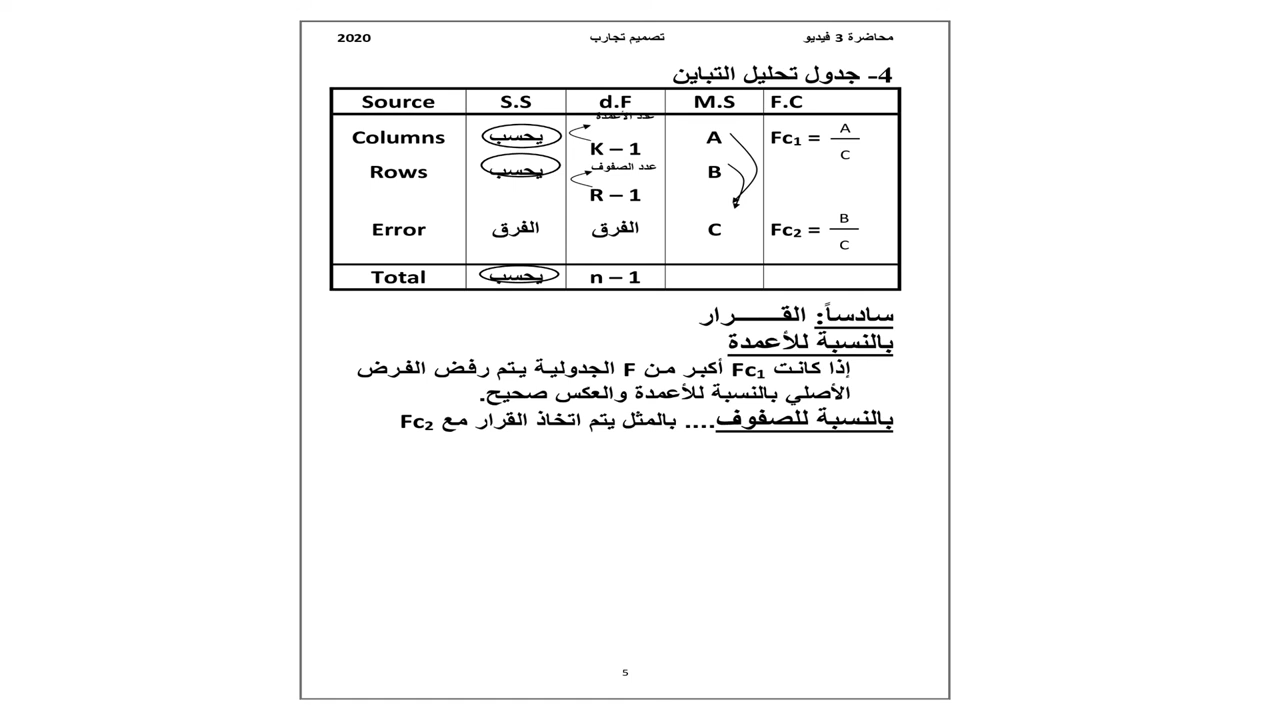 محاضرة 3 فيديو تصميم تجارب 2020
4- جدول تحليل التباين
Source S.S d.F M.S F.C
عدد الأعمدة
Columns يحسب K – 1 A Fc1 = A / C
عدد الصفوف
Rows يحسب R – 1 B
Error الفرق الفرق C Fc2 = B / C
Total يحسب n – 1
سادساً: القـــــــرار
بالنسبة للأعمدة
إذا كانت Fc1 أكبر من F الجدولية يتم رفض الفرض
الأصلي بالنسبة للأعمدة والعكس صحيح.
بالنسبة للصفوف.... بالمثل يتم اتخاذ القرار مع Fc2
5